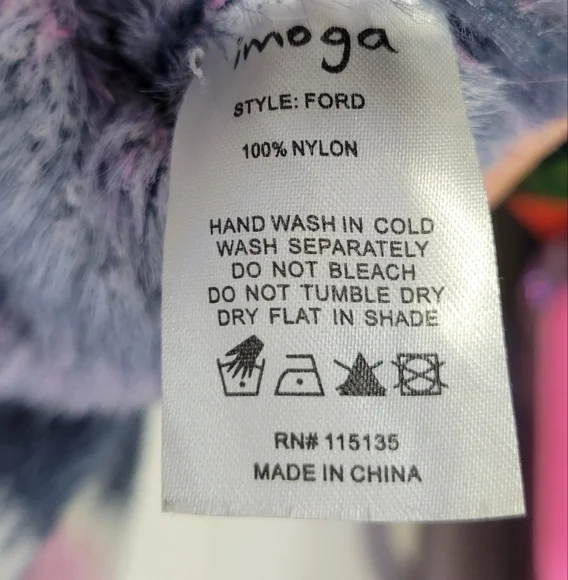 imoga
STYLE: FORD
100% NYLON
HAND WASH IN COLD
WASH SEPARATELY
DO NOT BLEACH
DO NOT TUMBLE DRY
DRY FLAT IN SHADE
RN# 115135
MADE IN CHINA